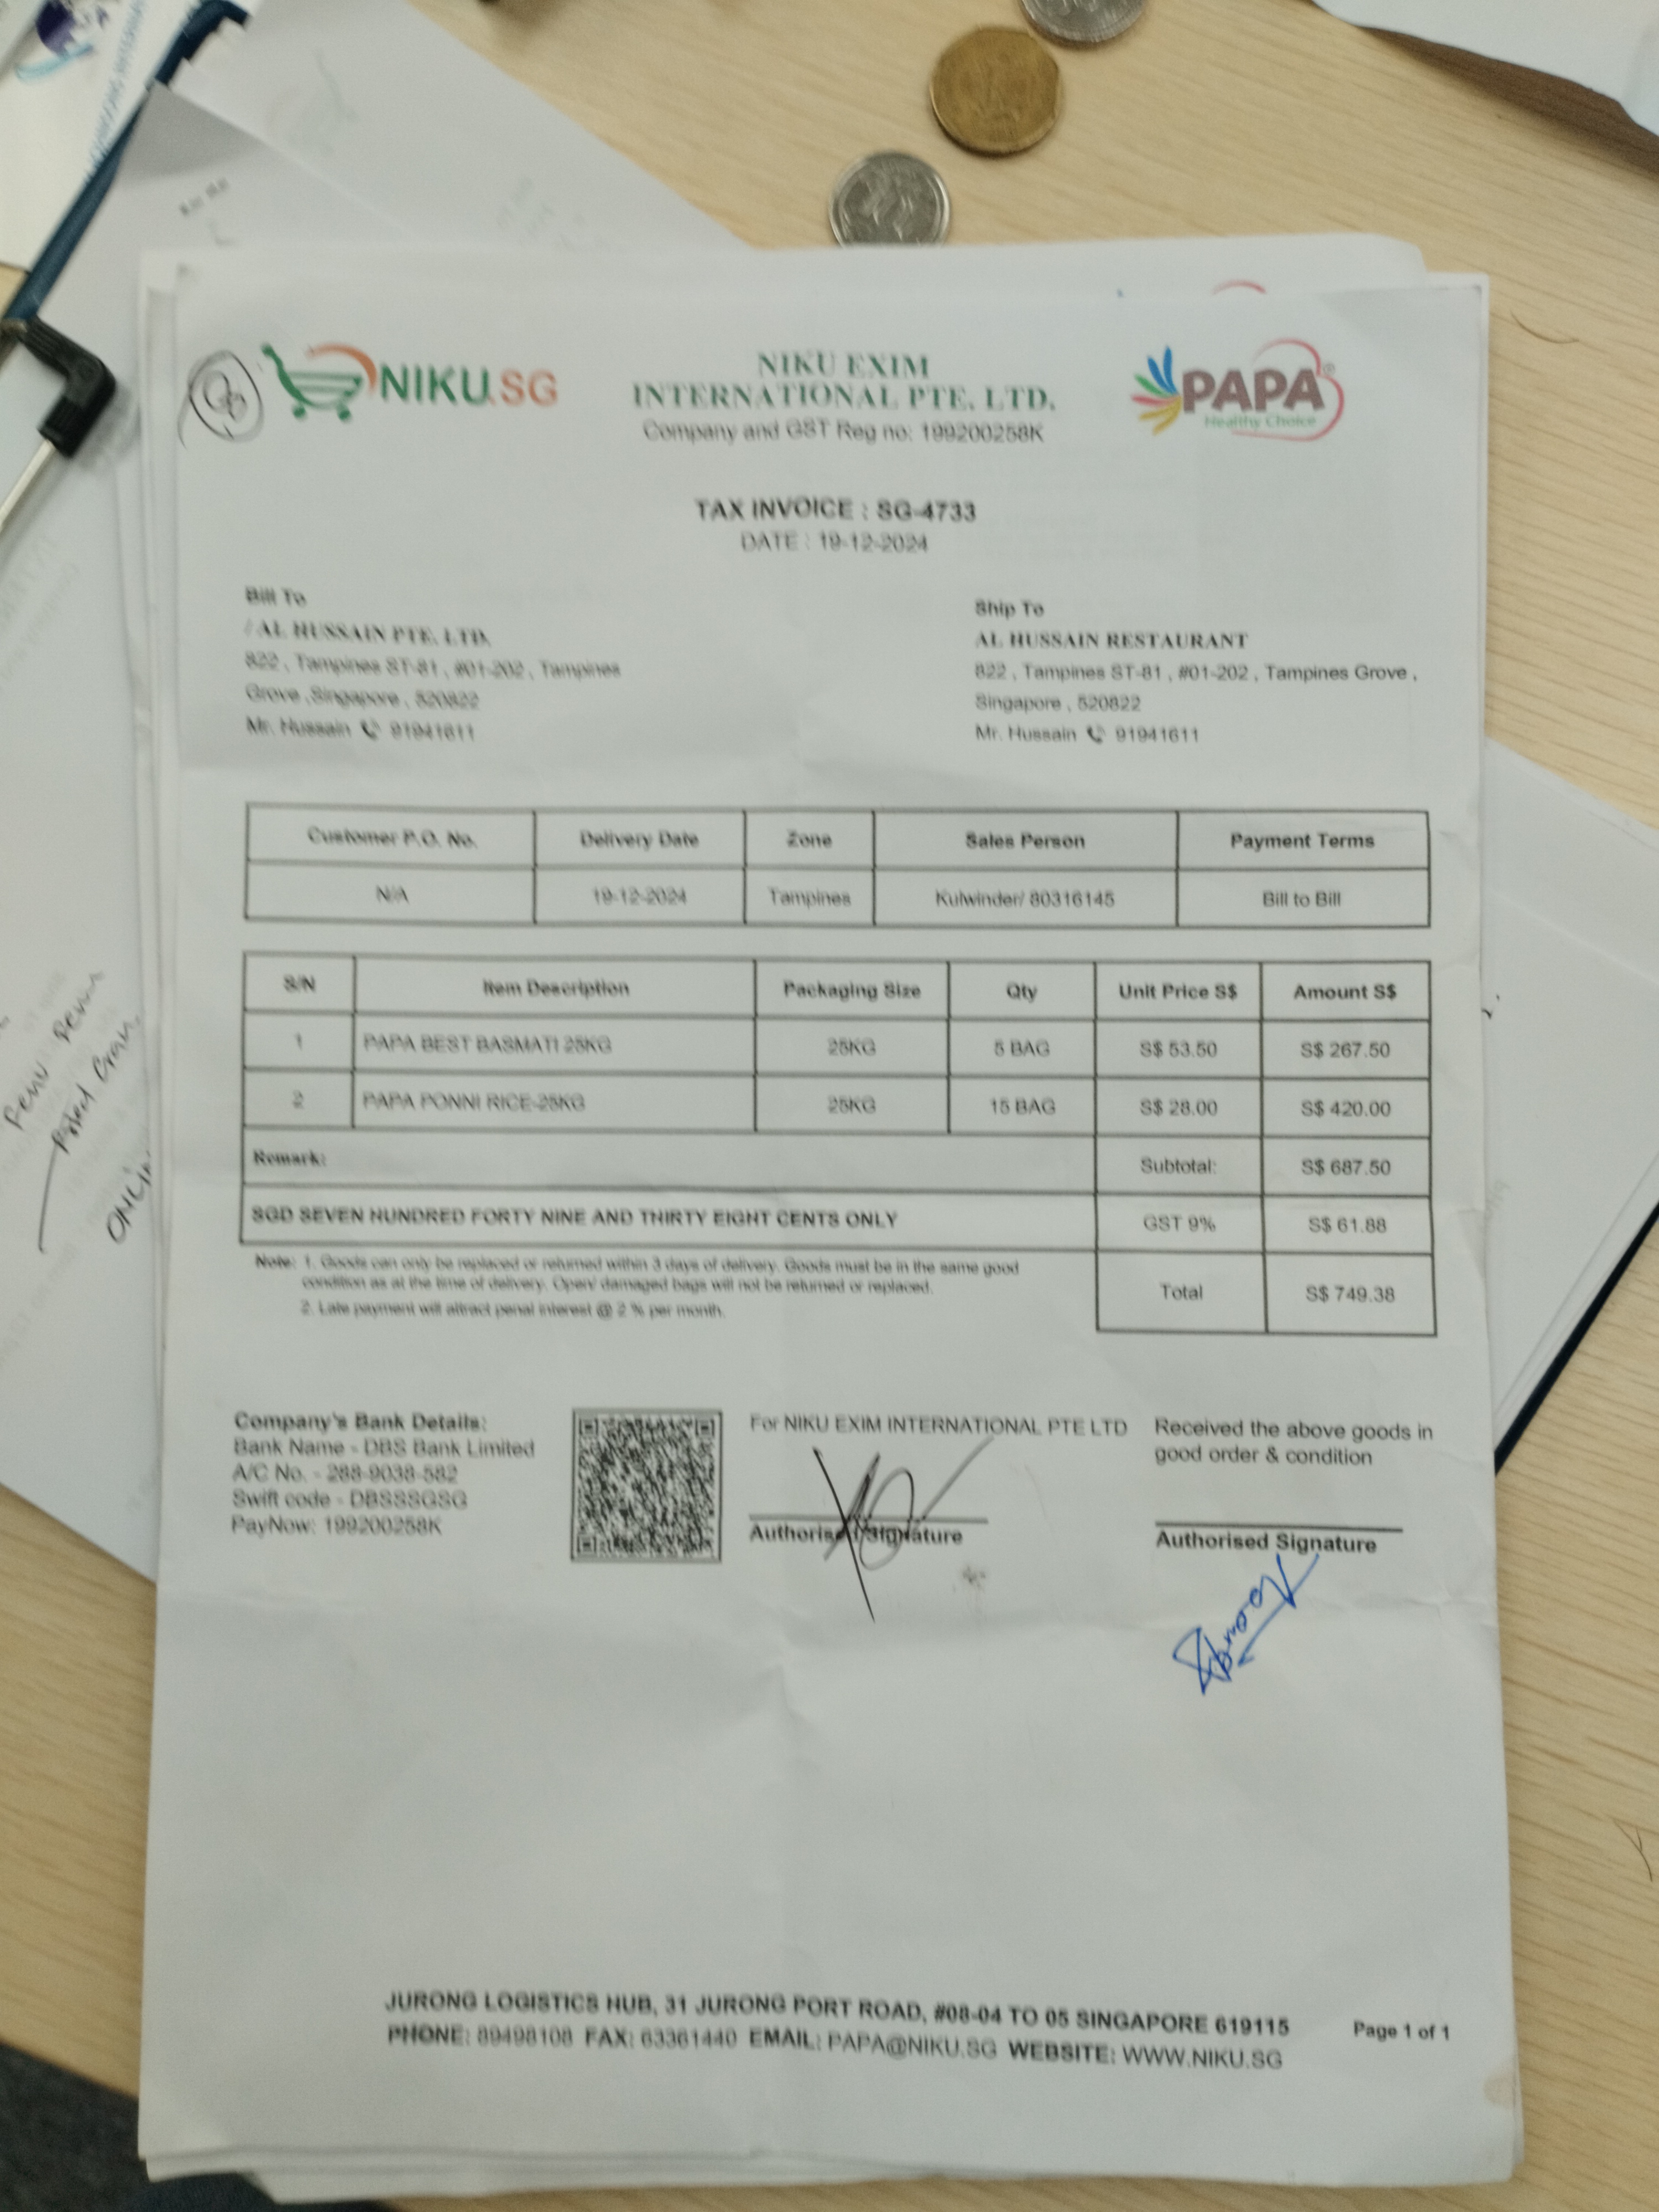 NIKU.SG
NIKU EXIM
INTERNATIONAL PTE. LTD.
Company and GST Reg no: 199200258K
PAPA®
Healthy Choice
TAX INVOICE : SG-4733
DATE : 19-12-2024
Bill To
/ AL HUSSAIN PTE. LTD.
822 , Tampines ST-81 , #01-202 , Tampines
Grove ,Singapore , 520822
Mr. Hussain 91941611
Ship To
AL HUSSAIN RESTAURANT
822 , Tampines ST-81 , #01-202 , Tampines Grove ,
Singapore , 520822
Mr. Hussain 91941611
Customer P.O. No. Delivery Date Zone Sales Person Payment Terms
N/A 19-12-2024 Tampines Kulwinder/ 80316145 Bill to Bill
S/N Item Description Packaging Size Qty Unit Price S$ Amount S$
1 PAPA BEST BASMATI 25KG 25KG 5 BAG S$ 53.50 S$ 267.50
2 PAPA PONNI RICE-25KG 25KG 15 BAG S$ 28.00 S$ 420.00
Remark: Subtotal: S$ 687.50
SGD SEVEN HUNDRED FORTY NINE AND THIRTY EIGHT CENTS ONLY GST 9% S$ 61.88
Total S$ 749.38
Note: 1. Goods can only be replaced or returned within 3 days of delivery. Goods must be in the same good
condition as at the time of delivery. Open/ damaged bags will not be returned or replaced.
2. Late payment will attract penal interest @ 2 % per month.
Company's Bank Details:
Bank Name - DBS Bank Limited
A/C No. - 288-9038-582
Swift code - DBSSSGSG
PayNow: 199200258K
For NIKU EXIM INTERNATIONAL PTE LTD
Authorised Signature
Received the above goods in
good order & condition
Authorised Signature
JURONG LOGISTICS HUB, 31 JURONG PORT ROAD, #08-04 TO 05 SINGAPORE 619115
PHONE: 89498108 FAX: 63361440 EMAIL: PAPA@NIKU.SG WEBSITE: WWW.NIKU.SG
Page 1 of 1